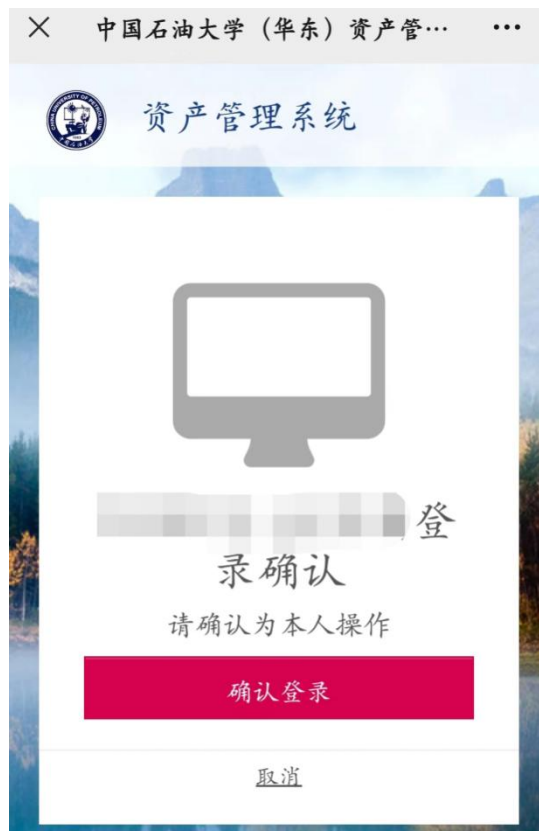 中国石油大学（华东）资产管…
资产管理系统
登
录确认
请确认为本人操作
确认登录
取消